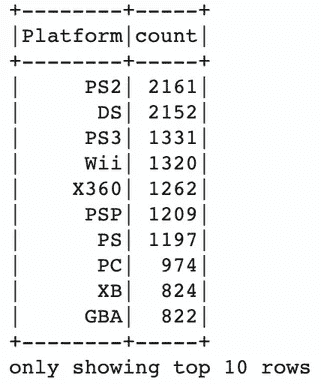 +--------+-----+
|Platform|count|
+--------+-----+
|     PS2| 2161|
|      DS| 2152|
|     PS3| 1331|
|     Wii| 1320|
|    X360| 1262|
|     PSP| 1209|
|      PS| 1197|
|      PC|  974|
|      XB|  824|
|     GBA|  822|
+--------+-----+
only showing top 10 rows